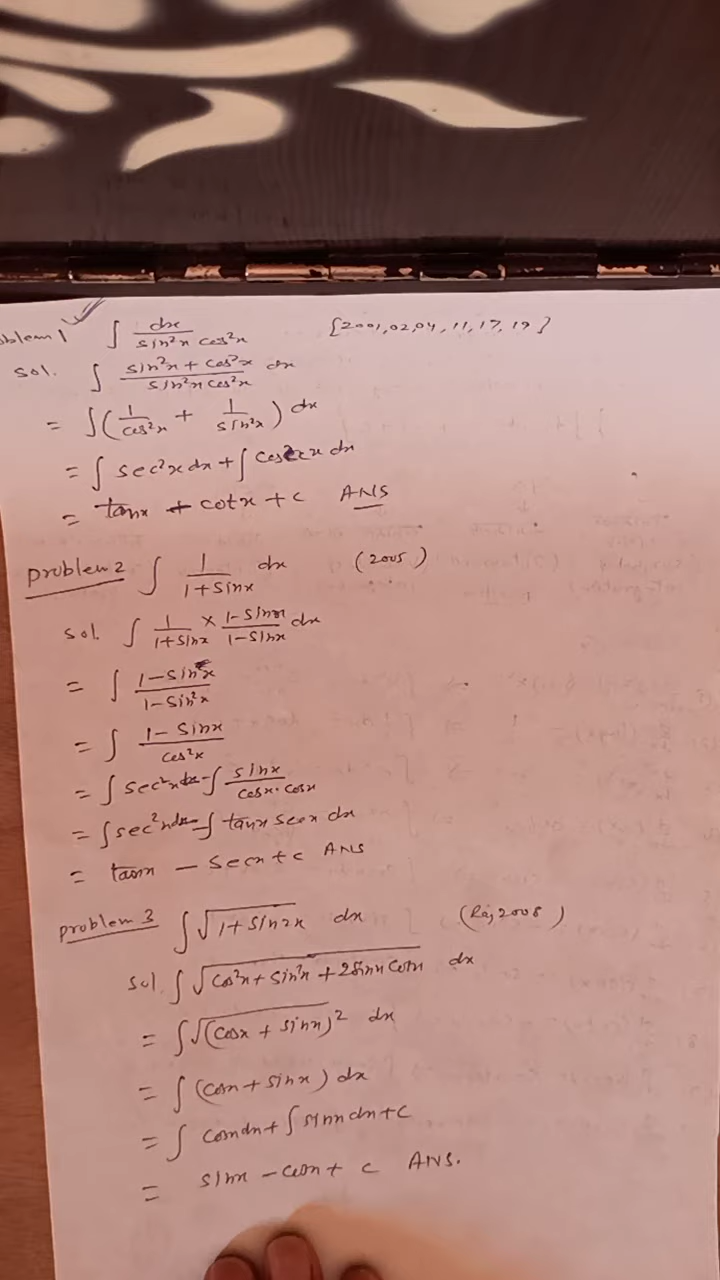 oblem 1 ∫ dx / sin²x cos²x [2001,02,04,11,17,19]
Sol. ∫ sin²x + cos²x / sin²x cos²x dx
= ∫(1/cos²x + 1/sin²x) dx
= ∫ sec²x dx + ∫ cosec²x dx
= tanx + cotx + c ANS
Problem 2 ∫ 1/1+sinx dx (2005)
Sol. ∫ 1/1+sinx × 1-sinx/1-sinx dx
= ∫ 1-sinx/1-sin²x
= ∫ 1-sinx/cos²x
= ∫ sec²x dx - ∫ sinx/cosx·cosx
= ∫sec²x dx - ∫ tanx secx dx
= tanx - secx + c ANS
problem 3 ∫√1+sin2x dx (Raj 2008)
Sol ∫√cos²x + sin²x + 2sinx cosx dx
= ∫√(cosx + sinx)² dx
= ∫ (cosx + sinx) dx
= ∫ cosx dx + ∫ sinx dx + c
= sinx - cosx + c ANS.